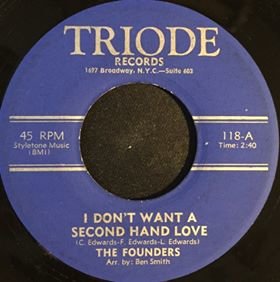 TRIODE
RECORDS
1697 Broadway, N.Y.C.—Suite 603
45 RPM
Styletone Music
(BMI)
118-A
Time: 2:40
I DON'T WANT A
SECOND HAND LOVE
(C. Edwards-F. Edwards-L. Edwards)
THE FOUNDERS
Arr. by: Ben Smith